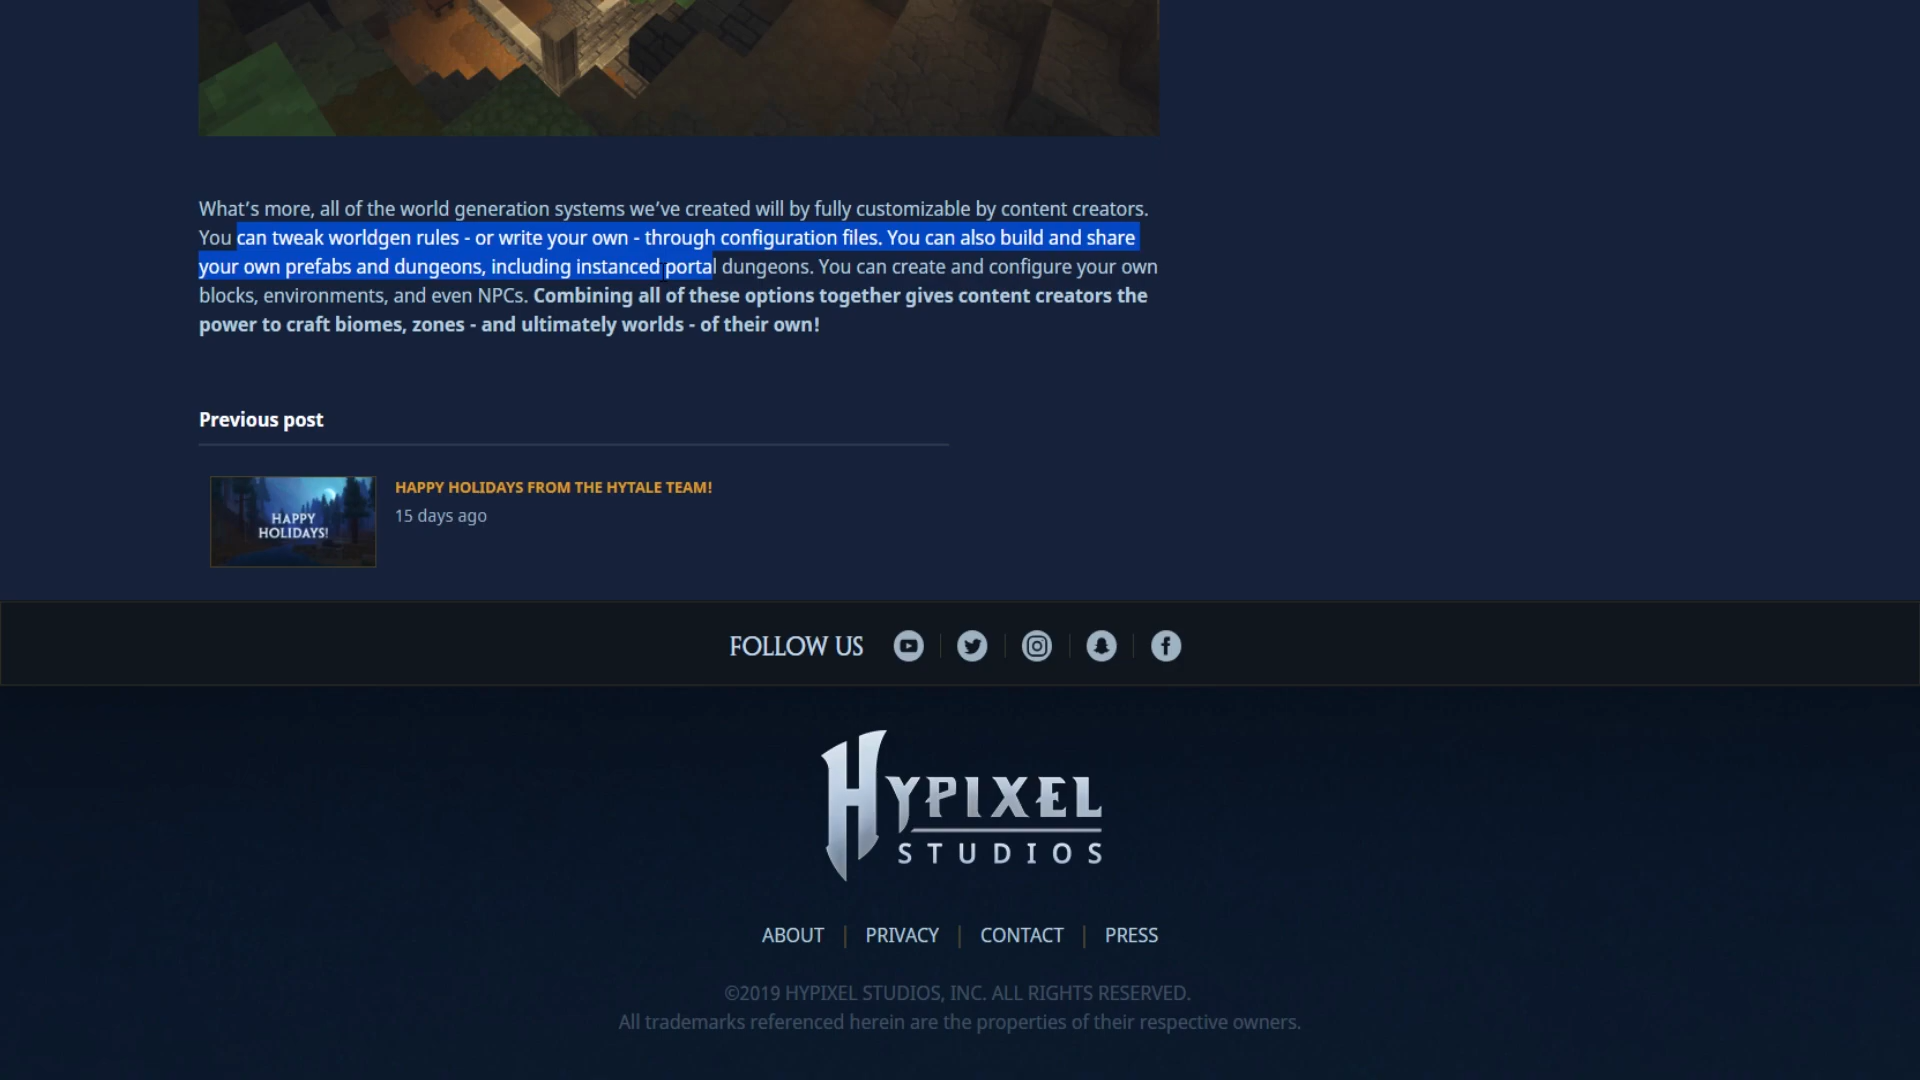 What's more, all of the world generation systems we've created will by fully customizable by content creators.
You can tweak worldgen rules - or write your own - through configuration files. You can also build and share
your own prefabs and dungeons, including instanced portal dungeons. You can create and configure your own
blocks, environments, and even NPCs. Combining all of these options together gives content creators the
power to craft biomes, zones - and ultimately worlds - of their own!
Previous post
HAPPY HOLIDAYS FROM THE HYTALE TEAM!
15 days ago
HAPPY
HOLIDAYS!
FOLLOW US
HYPIXEL
STUDIOS
ABOUT | PRIVACY | CONTACT | PRESS
©2019 HYPIXEL STUDIOS, INC. ALL RIGHTS RESERVED.
All trademarks referenced herein are the properties of their respective owners.